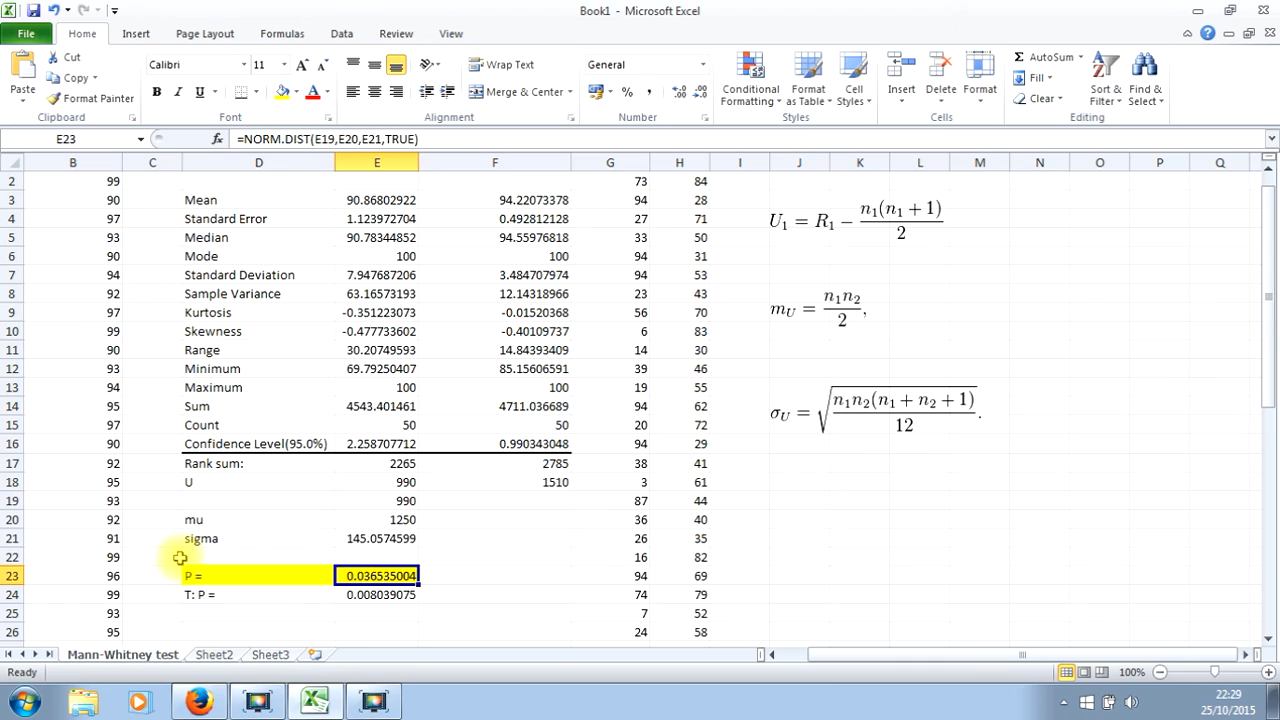 Book1 - Microsoft Excel
File Home Insert Page Layout Formulas Data Review View
Cut Calibri 11 A A Wrap Text General AutoSum
Paste Copy Format Painter B I U A Merge & Center % , Conditional Formatting Format as Table Cell Styles Insert Delete Format Fill Clear Sort & Filter Find & Select
Clipboard Font Alignment Number Styles Cells Editing
E23 fx =NORM.DIST(E19,E20,E21,TRUE)
B C D E F G H I J K L M N O P Q
2 99 73 84
3 90 Mean 90.86802922 94.22073378 94 28
4 97 Standard Error 1.123972704 0.492812128 27 71
5 93 Median 90.78344852 94.55976818 33 50
6 90 Mode 100 100 94 31
7 94 Standard Deviation 7.947687206 3.484707974 94 53
8 92 Sample Variance 63.16573193 12.14318966 23 43
9 97 Kurtosis -0.351223073 -0.01520368 56 70
10 99 Skewness -0.477733602 -0.40109737 6 83
11 90 Range 30.20749593 14.84393409 14 30
12 93 Minimum 69.79250407 85.15606591 39 46
13 94 Maximum 100 100 19 55
14 95 Sum 4543.401461 4711.036689 94 62
15 97 Count 50 50 20 72
16 90 Confidence Level(95.0%) 2.258707712 0.990343048 94 29
17 92 Rank sum: 2265 2785 38 41
18 95 U 990 1510 3 61
19 93 990 87 44
20 92 mu 1250 36 40
21 91 sigma 145.0574599 26 35
22 99 16 82
23 96 P = 0.036535004 94 69
24 99 T: P = 0.008039075 74 79
25 93 7 52
26 95 24 58
U₁ = R₁ − n₁(n₁ + 1) / 2
m_U = n₁n₂ / 2,
σ_U = √(n₁n₂(n₁ + n₂ + 1) / 12).
Mann-Whitney test Sheet2 Sheet3
Ready 100%
22:29
25/10/2015